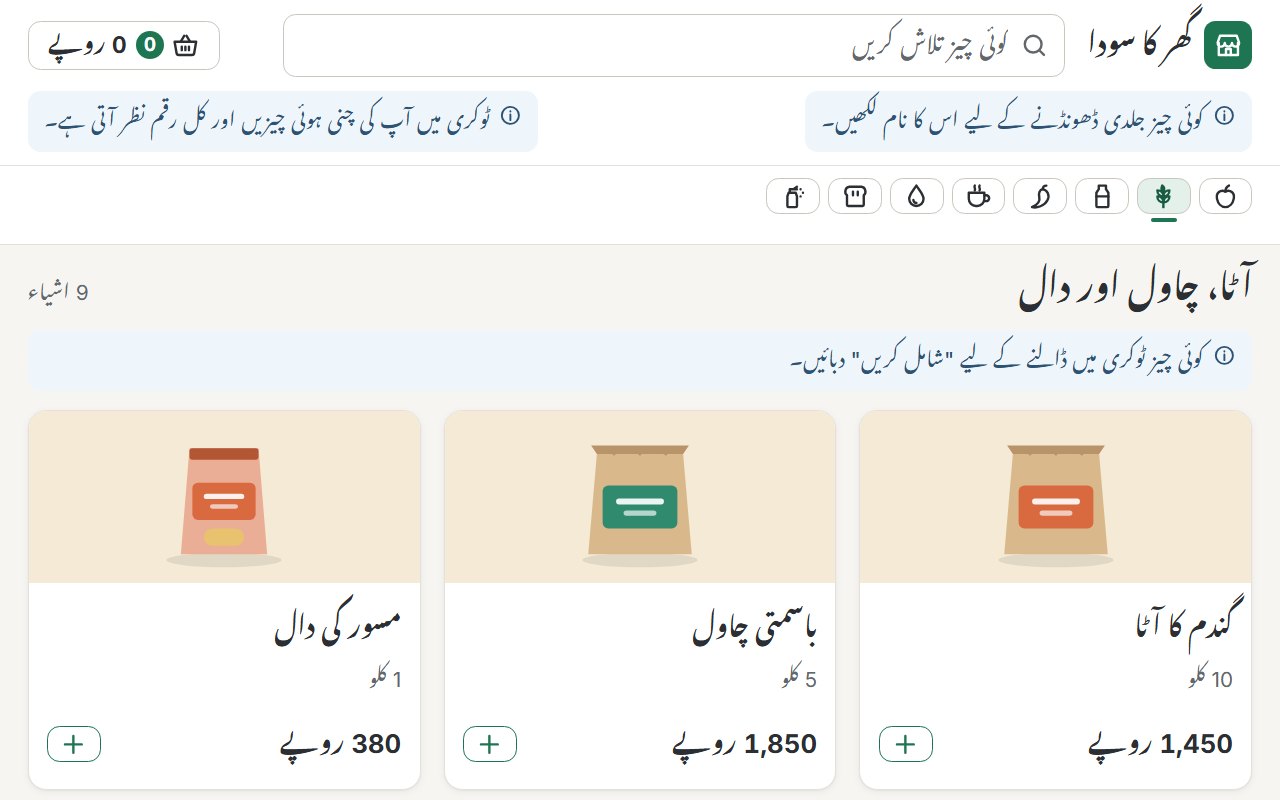 گھر کا سودا
کوئی چیز تلاش کریں
0 0 روپے
کوئی چیز جلدی ڈھونڈنے کے لیے اس کا نام لکھیں۔
ٹوکری میں آپ کی چنی ہوئی چیزیں اور کل رقم نظر آتی ہے۔
آٹا، چاول اور دال
9 اشیاء
کوئی چیز ٹوکری میں ڈالنے کے لیے "شامل کریں" دبائیں۔
گندم کا آٹا
10 کلو
1,450 روپے
باسمتی چاول
5 کلو
1,850 روپے
مسور کی دال
1 کلو
380 روپے